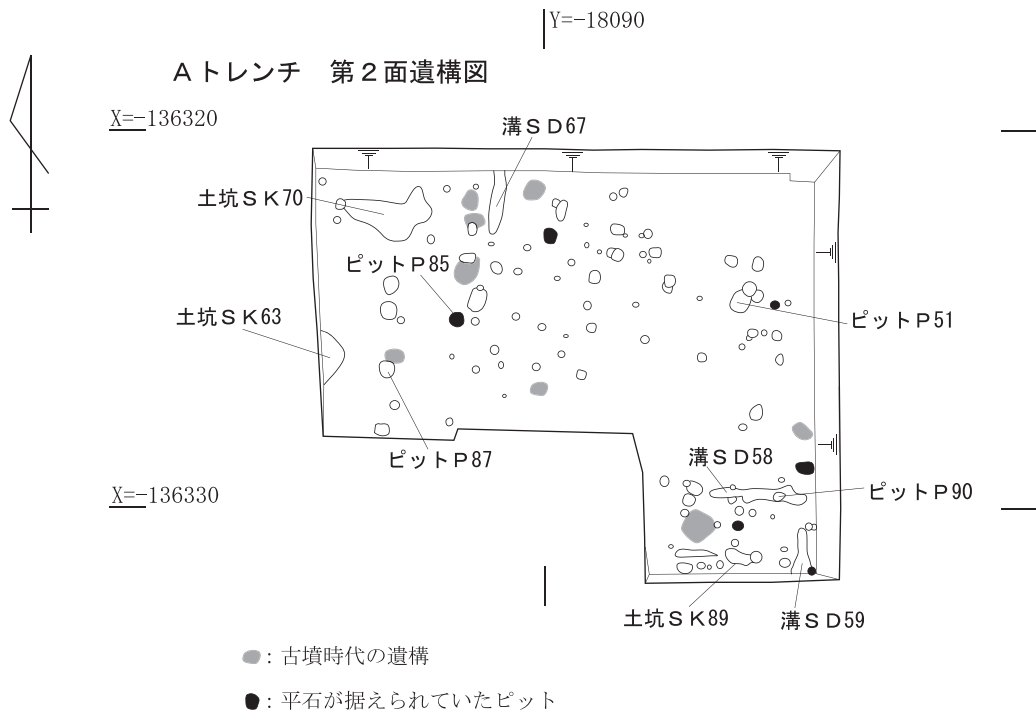 Y=-18090
Aトレンチ 第2面遺構図
X=-136320
溝SD67
土坑SK70
ピットP85
土坑SK63
ピットP51
ピットP87
溝SD58
X=-136330
ピットP90
土坑SK89
溝SD59
:古墳時代の遺構
:平石が据えられていたピット